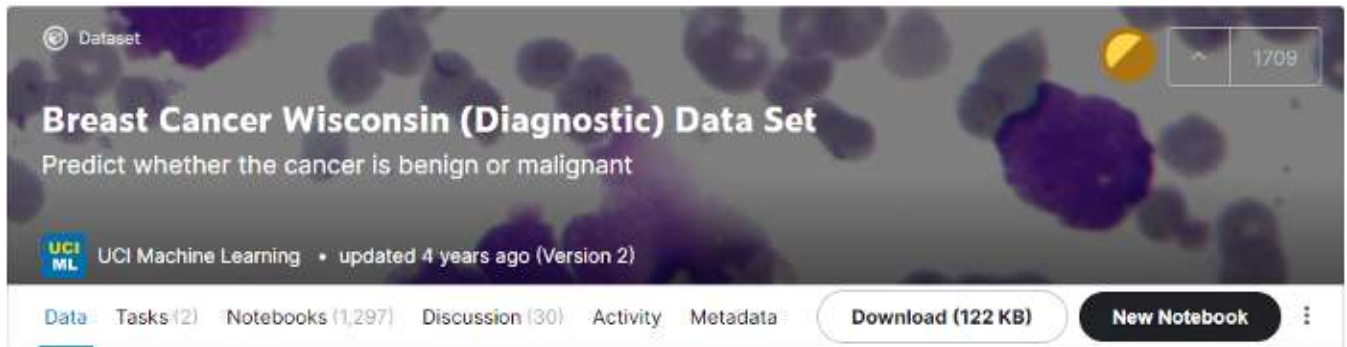 Dataset
1709
Breast Cancer Wisconsin (Diagnostic) Data Set
Predict whether the cancer is benign or malignant
UCI
ML
UCI Machine Learning • updated 4 years ago (Version 2)
Data Tasks (2) Notebooks (1,297) Discussion (30) Activity Metadata Download (122 KB) New Notebook